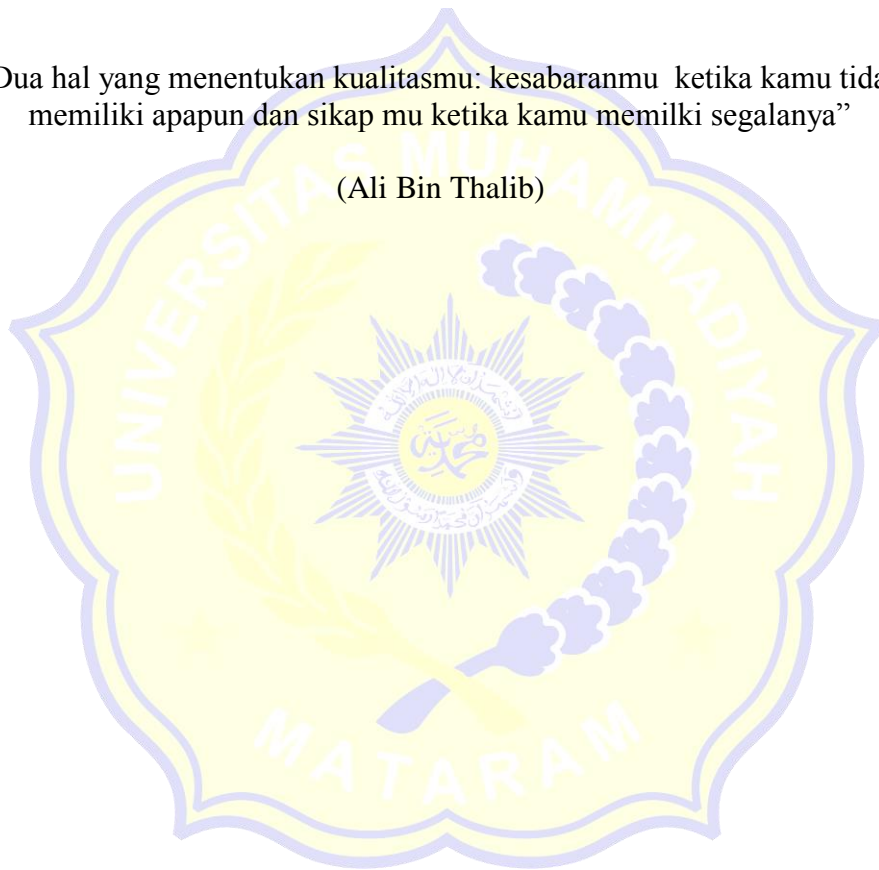 Dua hal yang menentukan kualitasmu: kesabaranmu  ketika kamu tida
memiliki apapun dan sikap mu ketika kamu memilki segalanya”
(Ali Bin Thalib)
UNIVERSITAS MUHAMMADIYAH
MATARAM